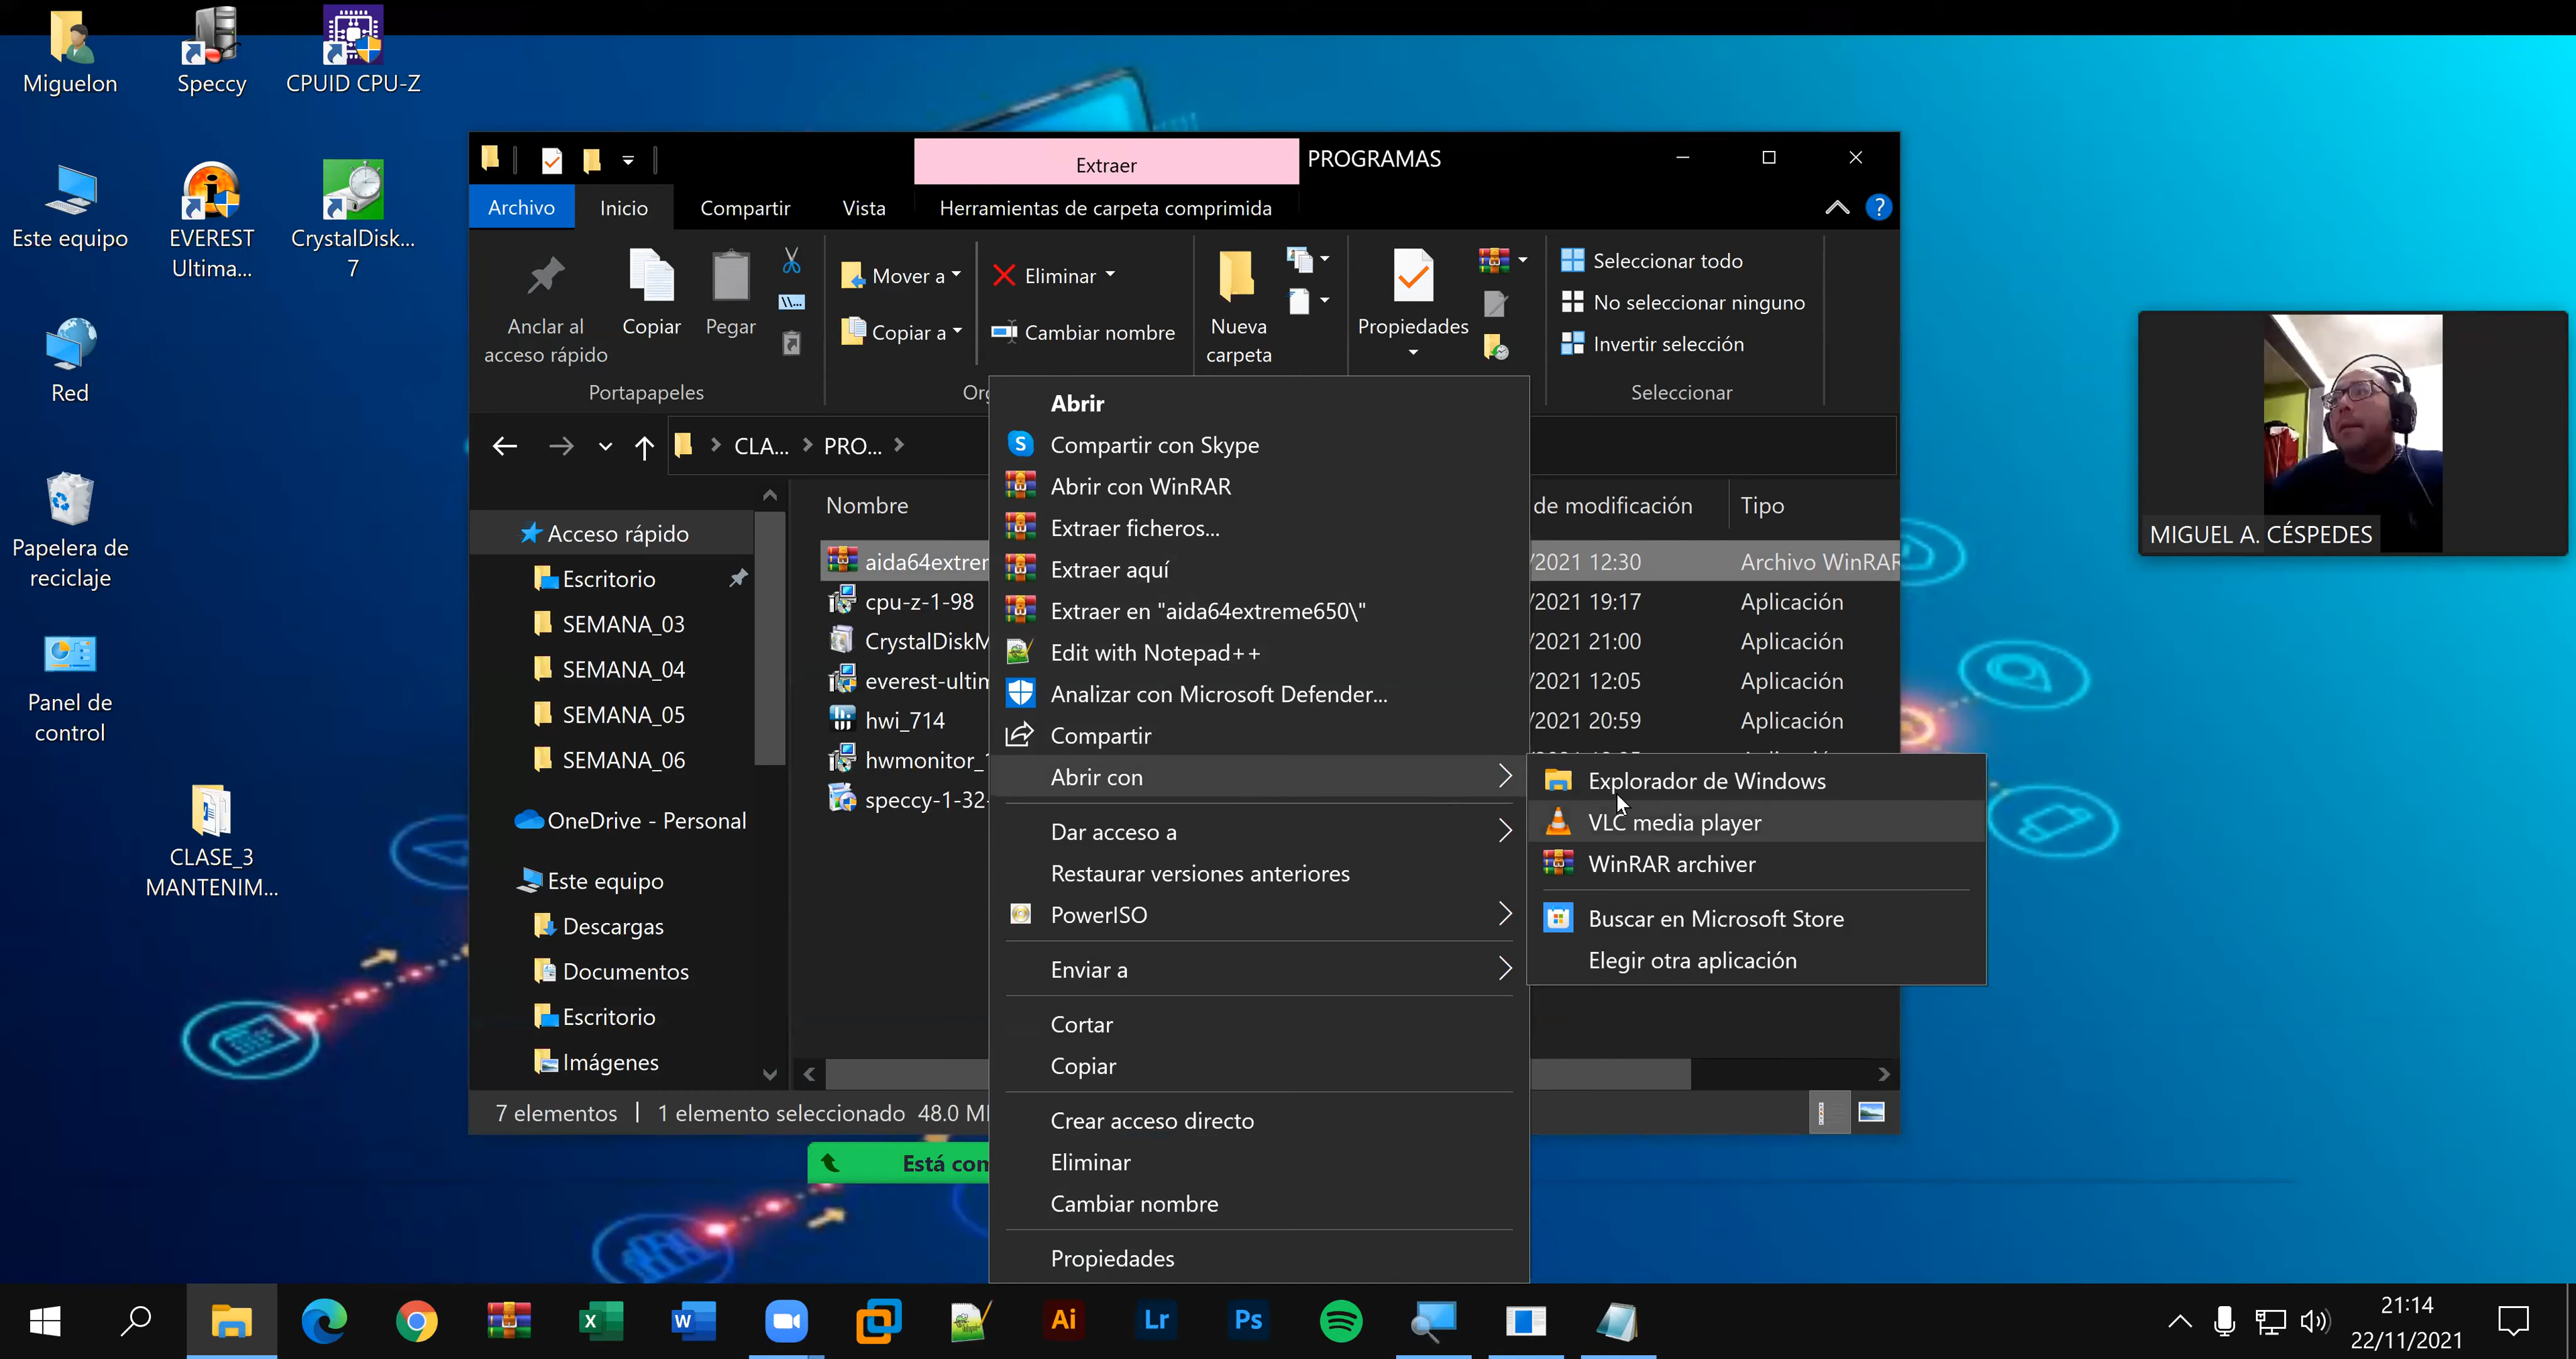 Miguelon
Speccy
CPUID CPU-Z
Este equipo
EVEREST
Ultima...
CrystalDisk...
7
Red
Papelera de
reciclaje
Panel de
control
CLASE_3
MANTENIM...
Extraer
PROGRAMAS
Archivo
Inicio
Compartir
Vista
Herramientas de carpeta comprimida
Anclar al
acceso rápido
Copiar
Pegar
Mover a
Copiar a
Eliminar
Cambiar nombre
Nueva
carpeta
Propiedades
Seleccionar todo
No seleccionar ninguno
Invertir selección
Portapapeles
Seleccionar
CLA...
PRO...
Nombre
de modificación
Tipo
Acceso rápido
Escritorio
SEMANA_03
SEMANA_04
SEMANA_05
SEMANA_06
OneDrive - Personal
Este equipo
Descargas
Documentos
Escritorio
Imágenes
aida64extrem
/2021 12:30
Archivo WinRAR
cpu-z-1-98
/2021 19:17
Aplicación
CrystalDiskM
/2021 21:00
Aplicación
everest-ultim
/2021 12:05
Aplicación
hwi_714
/2021 20:59
Aplicación
hwmonitor_
speccy-1-32-
7 elementos
1 elemento seleccionado 48.0 M
Abrir
Compartir con Skype
Abrir con WinRAR
Extraer ficheros...
Extraer aquí
Extraer en "aida64extreme650\"
Edit with Notepad++
Analizar con Microsoft Defender...
Compartir
Abrir con
Dar acceso a
Restaurar versiones anteriores
PowerISO
Enviar a
Cortar
Copiar
Crear acceso directo
Eliminar
Cambiar nombre
Propiedades
Explorador de Windows
VLC media player
WinRAR archiver
Buscar en Microsoft Store
Elegir otra aplicación
Está com
MIGUEL A. CÉSPEDES
Ai
Lr
Ps
21:14
22/11/2021